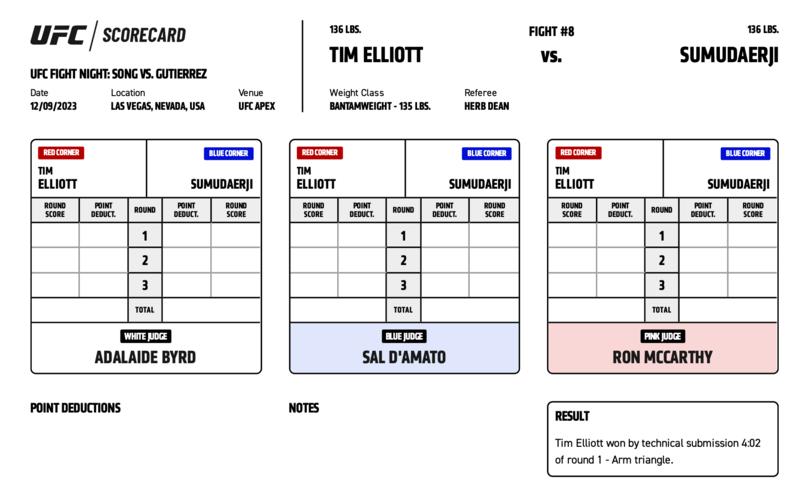 UFC / SCORECARD
UFC FIGHT NIGHT: SONG VS. GUTIERREZ
Date Location Venue
12/09/2023 LAS VEGAS, NEVADA, USA UFC APEX
136 LBS. FIGHT #8 136 LBS.
TIM ELLIOTT VS. SUMUDAERJI
Weight Class Referee
BANTAMWEIGHT - 135 LBS. HERB DEAN
RED CORNER BLUE CORNER
TIM
ELLIOTT SUMUDAERJI
ROUND SCORE POINT DEDUCT. ROUND POINT DEDUCT. ROUND SCORE
1
2
3
TOTAL
WHITE JUDGE
ADALAIDE BYRD
RED CORNER BLUE CORNER
TIM
ELLIOTT SUMUDAERJI
ROUND SCORE POINT DEDUCT. ROUND POINT DEDUCT. ROUND SCORE
1
2
3
TOTAL
BLUE JUDGE
SAL D'AMATO
RED CORNER BLUE CORNER
TIM
ELLIOTT SUMUDAERJI
ROUND SCORE POINT DEDUCT. ROUND POINT DEDUCT. ROUND SCORE
1
2
3
TOTAL
PINK JUDGE
RON MCCARTHY
POINT DEDUCTIONS
NOTES
RESULT
Tim Elliott won by technical submission 4:02
of round 1 - Arm triangle.